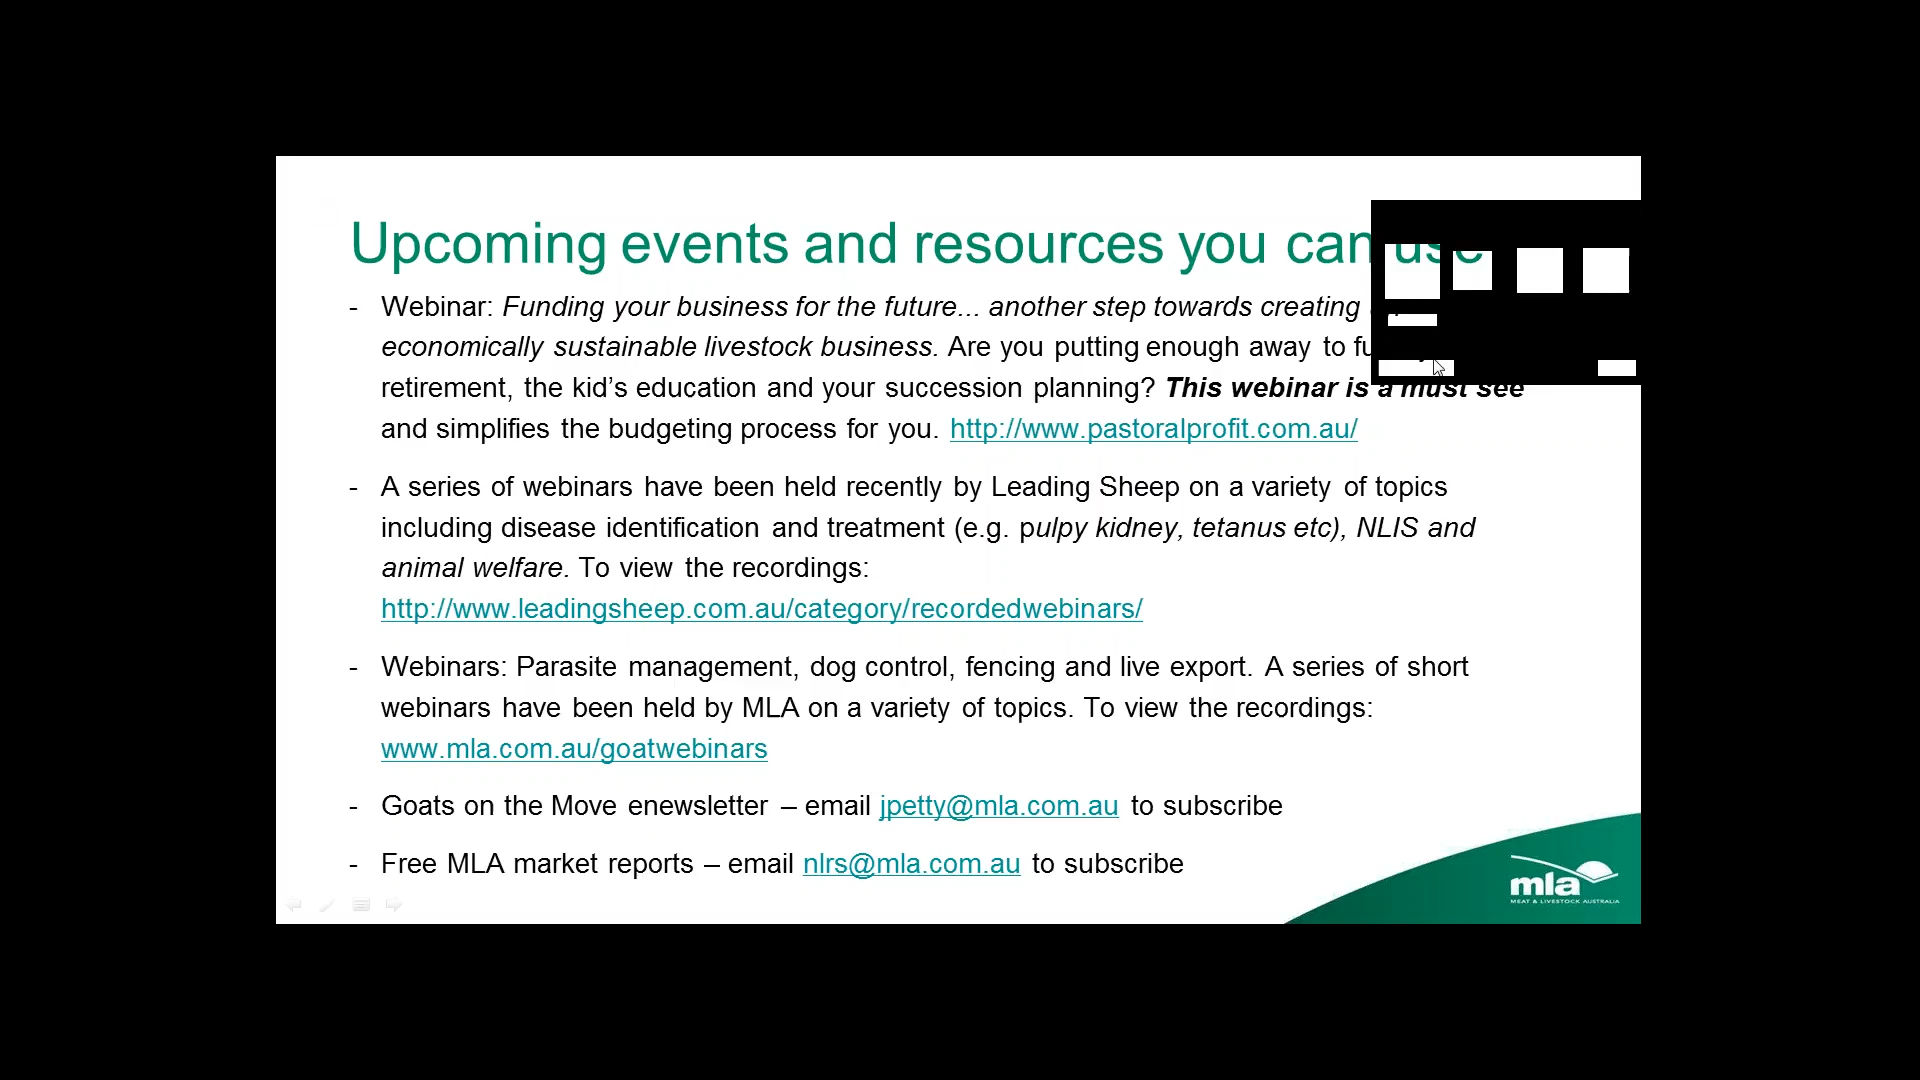 Upcoming events and resources you can use
- Webinar: Funding your business for the future... another step towards creating
economically sustainable livestock business. Are you putting enough away to
retirement, the kid’s education and your succession planning? This webinar is a must see
and simplifies the budgeting process for you. http://www.pastoralprofit.com.au/
- A series of webinars have been held recently by Leading Sheep on a variety of topics
including disease identification and treatment (e.g. pulpy kidney, tetanus etc), NLIS and
animal welfare. To view the recordings:
http://www.leadingsheep.com.au/category/recordedwebinars/
- Webinars: Parasite management, dog control, fencing and live export. A series of short
webinars have been held by MLA on a variety of topics. To view the recordings:
www.mla.com.au/goatwebinars
- Goats on the Move enewsletter – email jpetty@mla.com.au to subscribe
- Free MLA market reports – email nlrs@mla.com.au to subscribe
mla
MEAT & LIVESTOCK AUSTRALIA